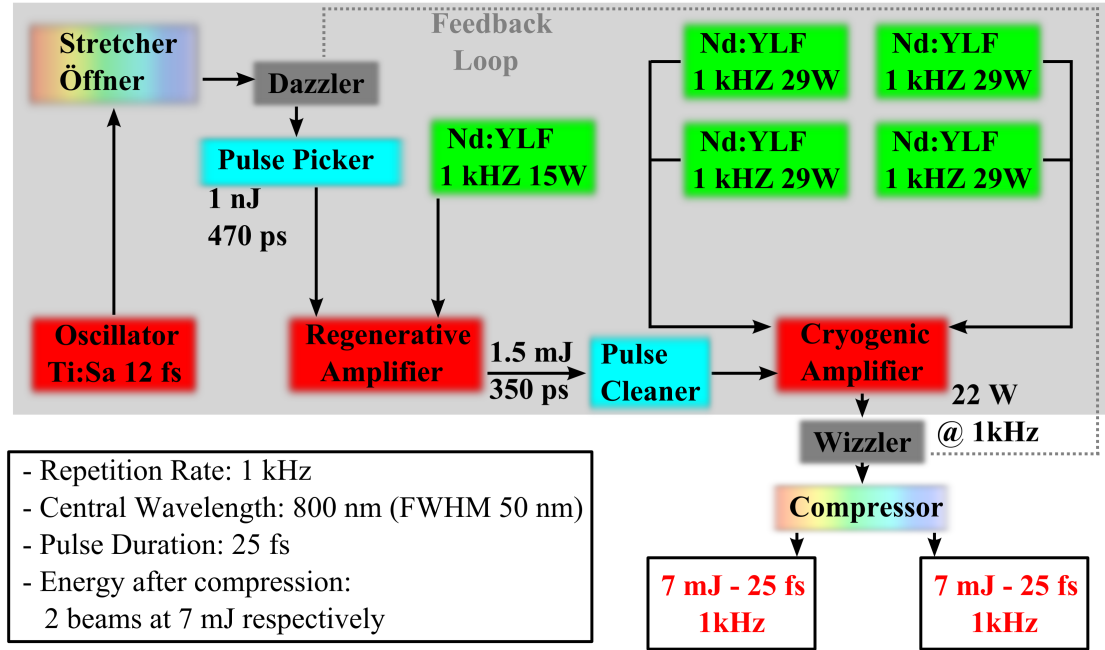 Feedback
Loop
Stretcher
Öffner
Dazzler
Nd:YLF
1 kHZ 29W
Nd:YLF
1 kHZ 29W
Pulse Picker
Nd:YLF
1 kHZ 15W
Nd:YLF
1 kHZ 29W
Nd:YLF
1 kHZ 29W
1 nJ
470 ps
Oscillator
Ti:Sa 12 fs
Regenerative
Amplifier
1.5 mJ
350 ps
Pulse
Cleaner
Cryogenic
Amplifier
22 W
@ 1kHz
Wizzler
Compressor
7 mJ - 25 fs
1kHz
7 mJ - 25 fs
1kHz
- Repetition Rate: 1 kHz
- Central Wavelength: 800 nm (FWHM 50 nm)
- Pulse Duration: 25 fs
- Energy after compression:
2 beams at 7 mJ respectively